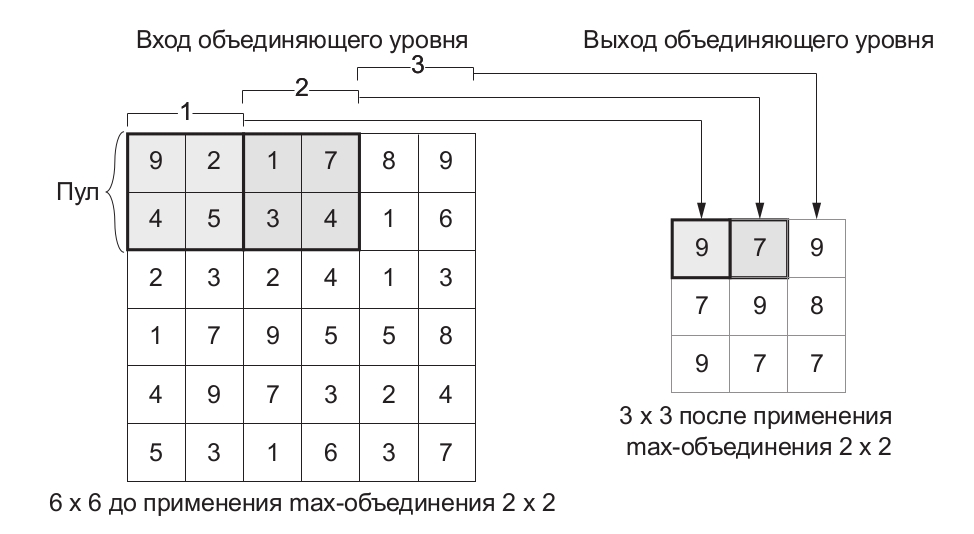 Вход объединяющего уровня
Выход объединяющего уровня
3
2
1
Пул
9 2 1 7 8 9
4 5 3 4 1 6
2 3 2 4 1 3
1 7 9 5 5 8
4 9 7 3 2 4
5 3 1 6 3 7
9 7 9
7 9 8
9 7 7
3 x 3 после применения
max-объединения 2 x 2
6 x 6 до применения max-объединения 2 x 2